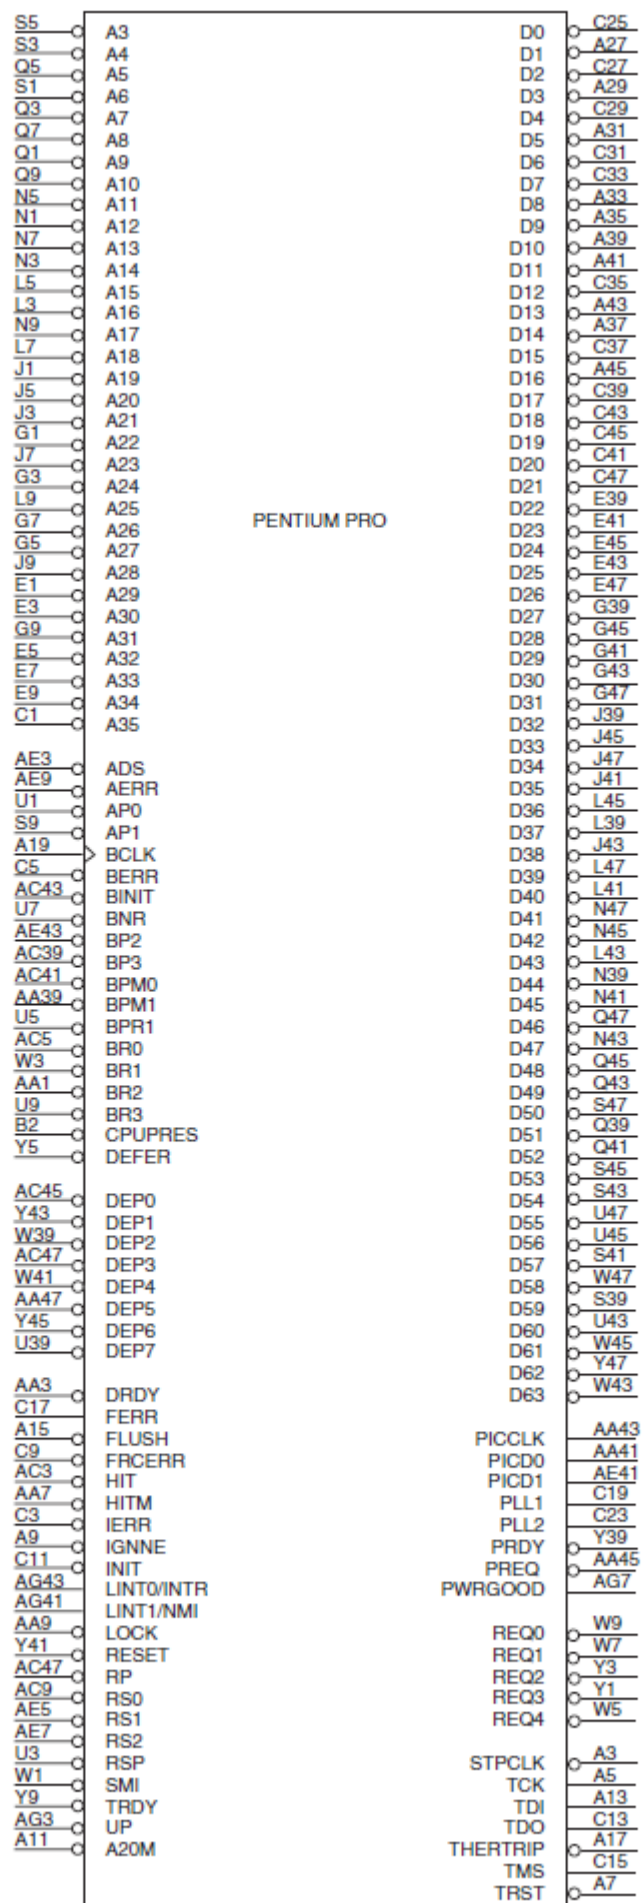 S5 A3 D0 C25
S3 A4 D1 A27
Q5 A5 D2 C27
S1 A6 D3 A29
Q3 A7 D4 C29
Q7 A8 D5 A31
Q1 A9 D6 C31
Q9 A10 D7 C33
N5 A11 D8 A33
N1 A12 D9 A35
N7 A13 D10 A39
N3 A14 D11 A41
L5 A15 D12 C35
L3 A16 D13 A43
N9 A17 D14 A37
L7 A18 D15 C37
J1 A19 D16 A45
J5 A20 D17 C39
J3 A21 D18 C43
G1 A22 D19 C45
J7 A23 D20 C41
G3 A24 D21 C47
L9 A25 D22 E39
G7 A26 PENTIUM PRO D23 E41
G5 A27 D24 E45
J9 A28 D25 E43
E1 A29 D26 E47
E3 A30 D27 G39
G9 A31 D28 G45
E5 A32 D29 G41
E7 A33 D30 G43
E9 A34 D31 G47
C1 A35 D32 J39
D33 J45
AE3 ADS D34 J47
AE9 AERR D35 J41
U1 AP0 D36 L45
S9 AP1 D37 L39
A19 BCLK D38 J43
C5 BERR D39 L47
AC43 BINIT D40 L41
U7 BNR D41 N47
AE43 BP2 D42 N45
AC39 BP3 D43 L43
AC41 BPM0 D44 N39
AA39 BPM1 D45 N41
U5 BPR1 D46 Q47
AC5 BR0 D47 N43
W3 BR1 D48 Q45
AA1 BR2 D49 Q43
U9 BR3 D50 S47
B2 CPUPRES D51 Q39
Y5 DEFER D52 Q41
D53 S45
AC45 DEP0 D54 S43
Y43 DEP1 D55 U47
W39 DEP2 D56 U45
AC47 DEP3 D57 S41
W41 DEP4 D58 W47
AA47 DEP5 D59 S39
Y45 DEP6 D60 U43
U39 DEP7 D61 W45
D62 Y47
AA3 DRDY D63 W43
C17 FERR
A15 FLUSH PICCLK AA43
C9 FRCERR PICD0 AA41
AC3 HIT PICD1 AE41
AA7 HITM PLL1 C19
C3 IERR PLL2 C23
A9 IGNNE PRDY Y39
C11 INIT PREQ AA45
AG43 LINT0/INTR PWRGOOD AG7
AG41 LINT1/NMI
AA9 LOCK REQ0 W9
Y41 RESET REQ1 W7
AC47 RP REQ2 Y3
AC9 RS0 REQ3 Y1
AE5 RS1 REQ4 W5
AE7 RS2
U3 RSP STPCLK A3
W1 SMI TCK A5
Y9 TRDY TDI A13
AG3 UP TDO C13
A11 A20M THERTRIP A17
TMS C15
TRST A7